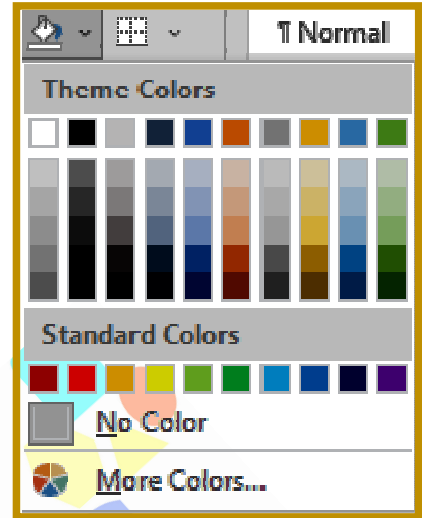 ¶ Normal
Theme Colors
Standard Colors
No Color
More Colors...